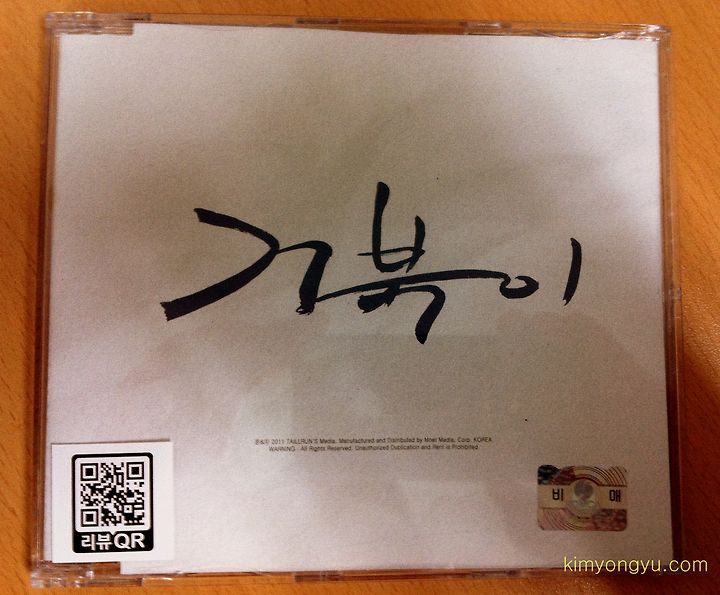 거북이
℗&ⓒ 2011 TAILLRUN'S Media. Manufactured and Distributed by Mnet Media, Corp. KOREA
WARNING : All Rights Reserved. Unauthorized Duplication and Rent is Prohibited
리뷰QR
비 매
kimyongyu.com